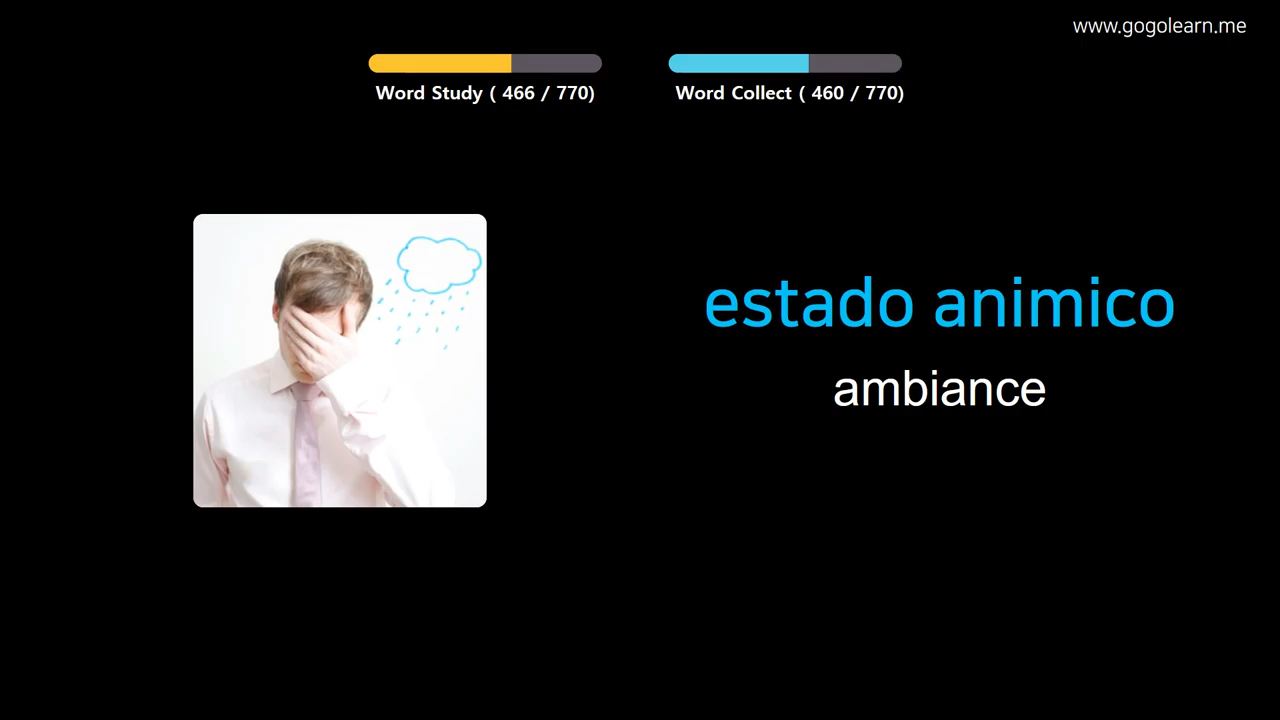 www.gogolearn.me
Word Study ( 466 / 770)
Word Collect ( 460 / 770)
estado animico
ambiance